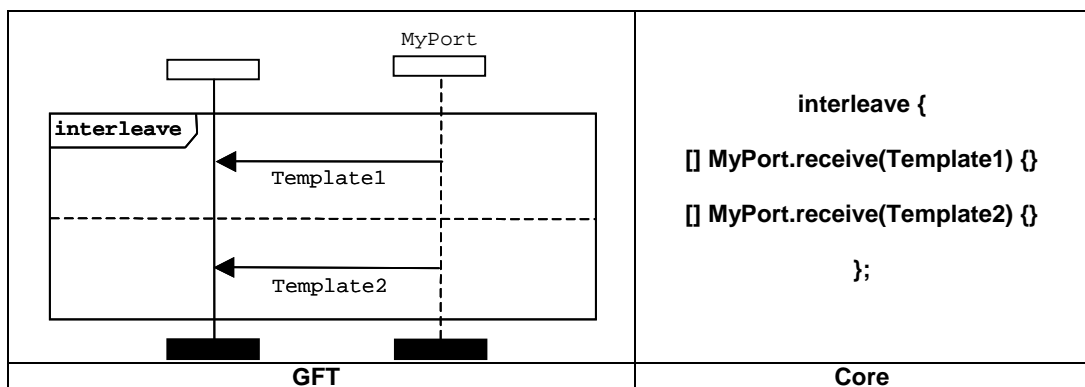 MyPort
interleave
Template1
Template2
interleave {
[] MyPort.receive(Template1) {}
[] MyPort.receive(Template2) {}
};
GFT
Core